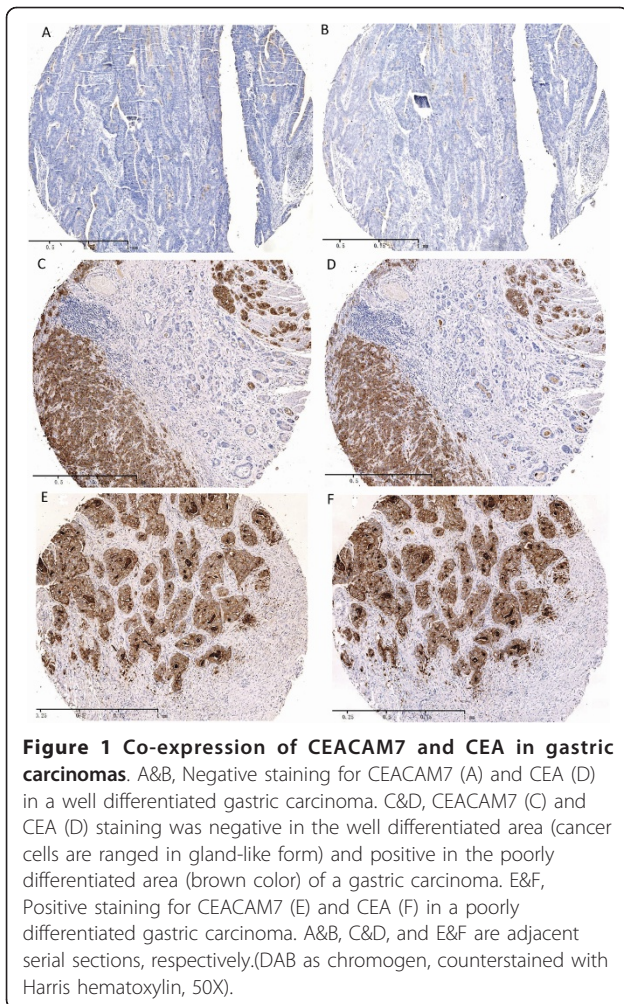 A
B
C
D
E
F
Figure 1 Co-expression of CEACAM7 and CEA in gastric
carcinomas. A&B, Negative staining for CEACAM7 (A) and CEA (D)
in a well differentiated gastric carcinoma. C&D, CEACAM7 (C) and
CEA (D) staining was negative in the well differentiated area (cancer
cells are ranged in gland-like form) and positive in the poorly
differentiated area (brown color) of a gastric carcinoma. E&F,
Positive staining for CEACAM7 (E) and CEA (F) in a poorly
differentiated gastric carcinoma. A&B, C&D, and E&F are adjacent
serial sections, respectively.(DAB as chromogen, counterstained with
Harris hematoxylin, 50X).